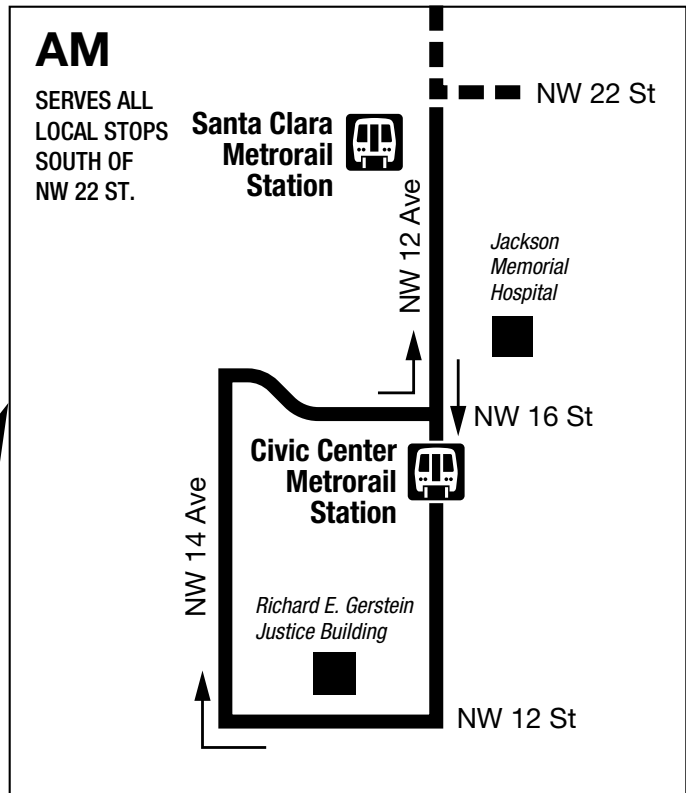 AM
SERVES ALL
LOCAL STOPS
SOUTH OF
NW 22 ST.
NW 22 St
Santa Clara
Metrorail
Station
NW 12 Ave
Jackson
Memorial
Hospital
NW 16 St
Civic Center
Metrorail
Station
NW 14 Ave
Richard E. Gerstein
Justice Building
NW 12 St